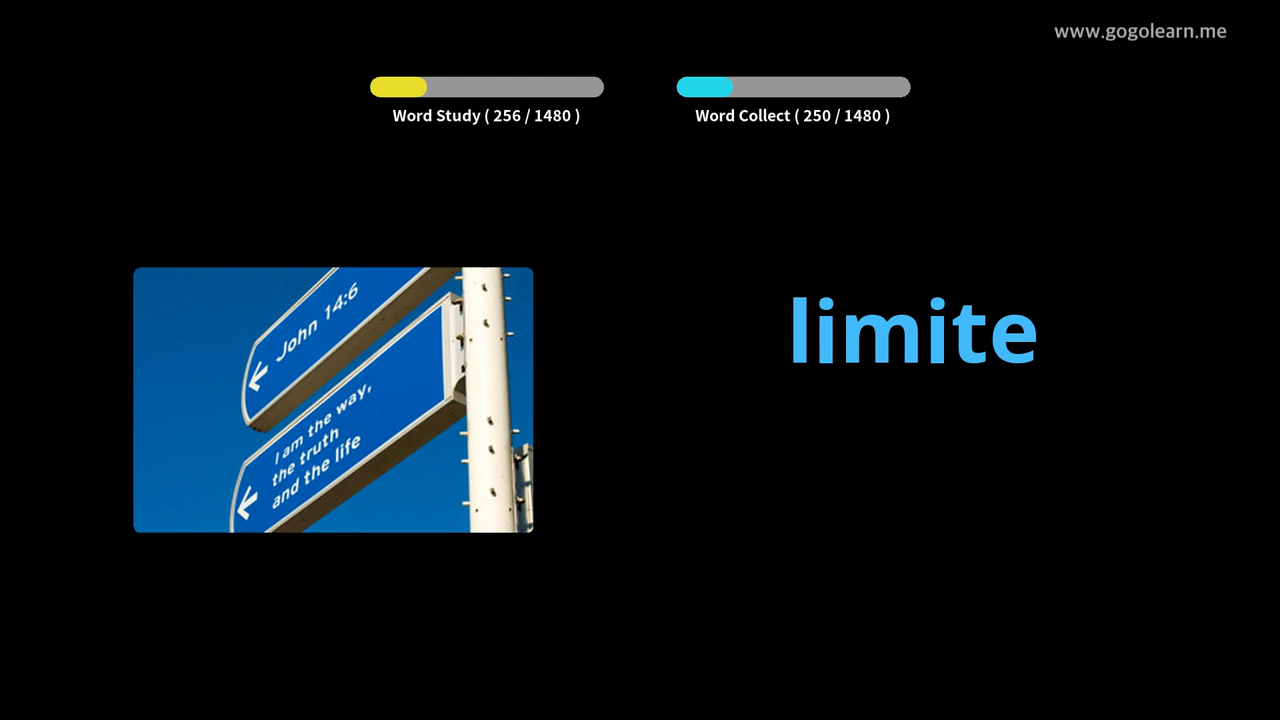 www.gogolearn.me
Word Study ( 256 / 1480 )
Word Collect ( 250 / 1480 )
John 14:6
I am the way,
the truth
and the life
limite